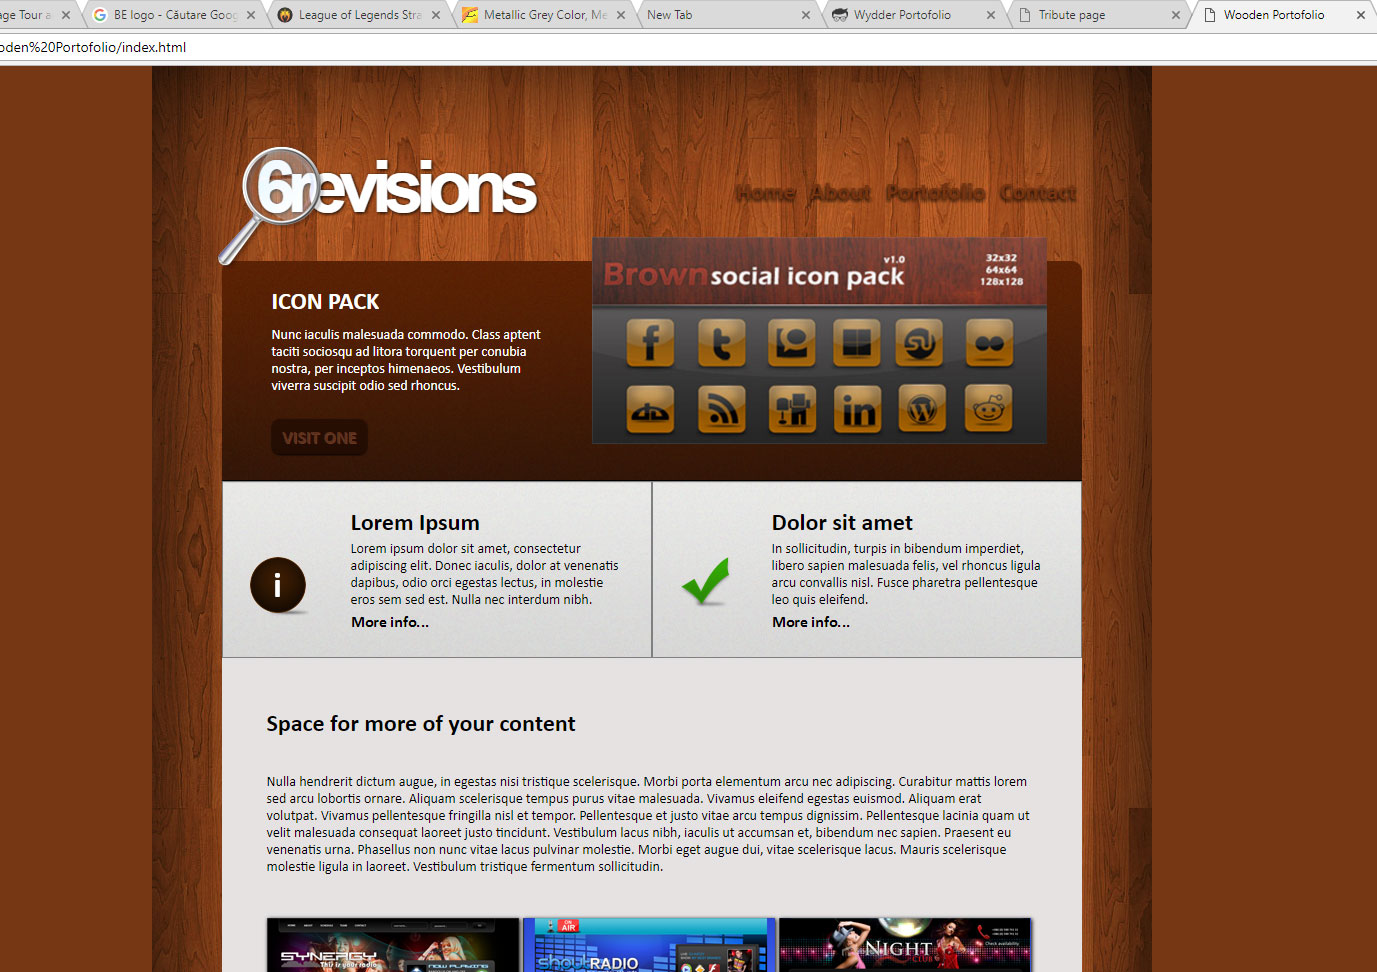 age Tour a
BE logo - Căutare Goog
League of Legends Stra
Metallic Grey Color, Me
New Tab
Wydder Portofolio
Tribute page
Wooden Portofolio
oden%20Portofolio/index.html
6revisions
Home About Portofolio Contact
Brown social icon pack v1.0
32x32
64x64
128x128
ICON PACK
Nunc iaculis malesuada commodo. Class aptent
taciti sociosqu ad litora torquent per conubia
nostra, per inceptos himenaeos. Vestibulum
viverra suscipit odio sed rhoncus.
VISIT ONE
Lorem Ipsum
Lorem ipsum dolor sit amet, consectetur
adipiscing elit. Donec iaculis, dolor at venenatis
dapibus, odio orci egestas lectus, in molestie
eros sem sed est. Nulla nec interdum nibh.
More info...
Dolor sit amet
In sollicitudin, turpis in bibendum imperdiet,
libero sapien malesuada felis, vel rhoncus ligula
arcu convallis nisl. Fusce pharetra pellentesque
leo quis eleifend.
More info...
Space for more of your content
Nulla hendrerit dictum augue, in egestas nisi tristique scelerisque. Morbi porta elementum arcu nec adipiscing. Curabitur mattis lorem
sed arcu lobortis ornare. Aliquam scelerisque tempus purus vitae malesuada. Vivamus eleifend egestas euismod. Aliquam erat
volutpat. Vivamus pellentesque fringilla nisl et tempor. Pellentesque et justo vitae arcu tempus dignissim. Pellentesque lacinia quam ut
velit malesuada consequat laoreet justo tincidunt. Vestibulum lacus nibh, iaculis ut accumsan et, bibendum nec sapien. Praesent eu
venenatis urna. Phasellus non nunc vitae lacus pulvinar molestie. Morbi eget augue dui, vitae scelerisque lacus. Mauris scelerisque
molestie ligula in laoreet. Vestibulum tristique fermentum sollicitudin.
SYNERGY
This is your radio
NOW PLAYING
ON AIR
shoutRADIO
NIGHT
CLUB
Check availability